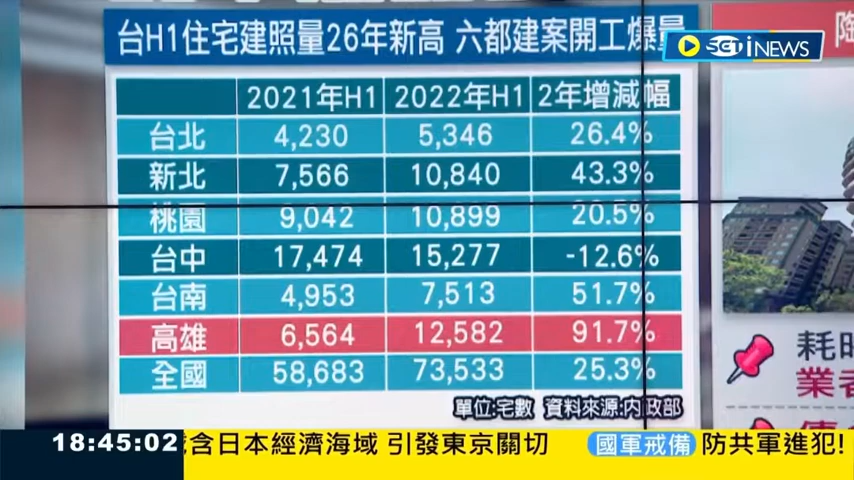 台H1住宅建照量26年新高 六都建案開工爆量
SETiNEWS
陶
2021年H1 2022年H1 2年增減幅
台北 4,230 5,346 26.4%
新北 7,566 10,840 43.3%
桃園 9,042 10,899 20.5%
台中 17,474 15,277 -12.6%
台南 4,953 7,513 51.7%
高雄 6,564 12,582 91.7%
全國 58,683 73,533 25.3%
單位:宅數 資料來源:內政部
耗時
業者
18:45:02 含日本經濟海域 引發東京關切 國軍戒備 防共軍進犯!